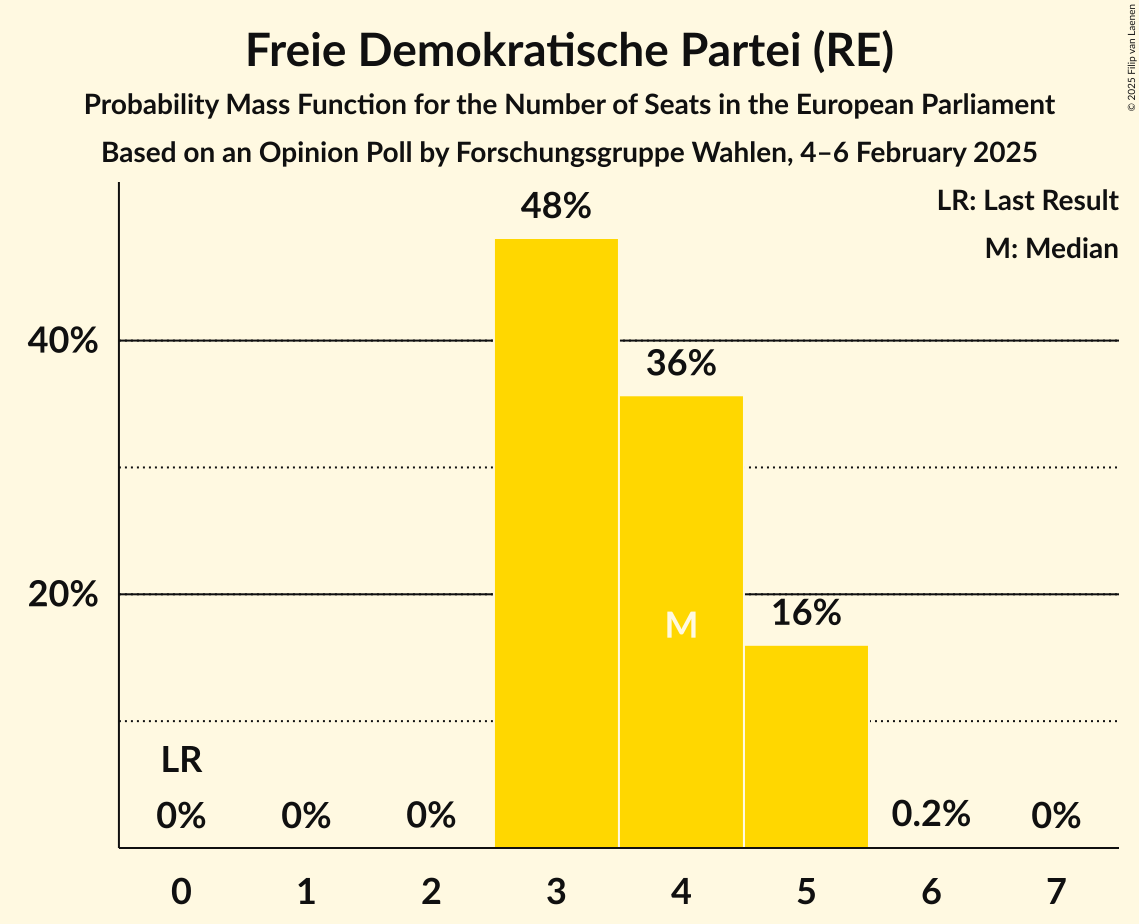 Freie Demokratische Partei (RE)
Probability Mass Function for the Number of Seats in the European Parliament
Based on an Opinion Poll by Forschungsgruppe Wahlen, 4–6 February 2025
© 2025 Filip van Laenen
LR: Last Result
M: Median
48%
40%
36%
20%
16%
M
LR
0%
0%
0%
0.2%
0%
0
1
2
3
4
5
6
7